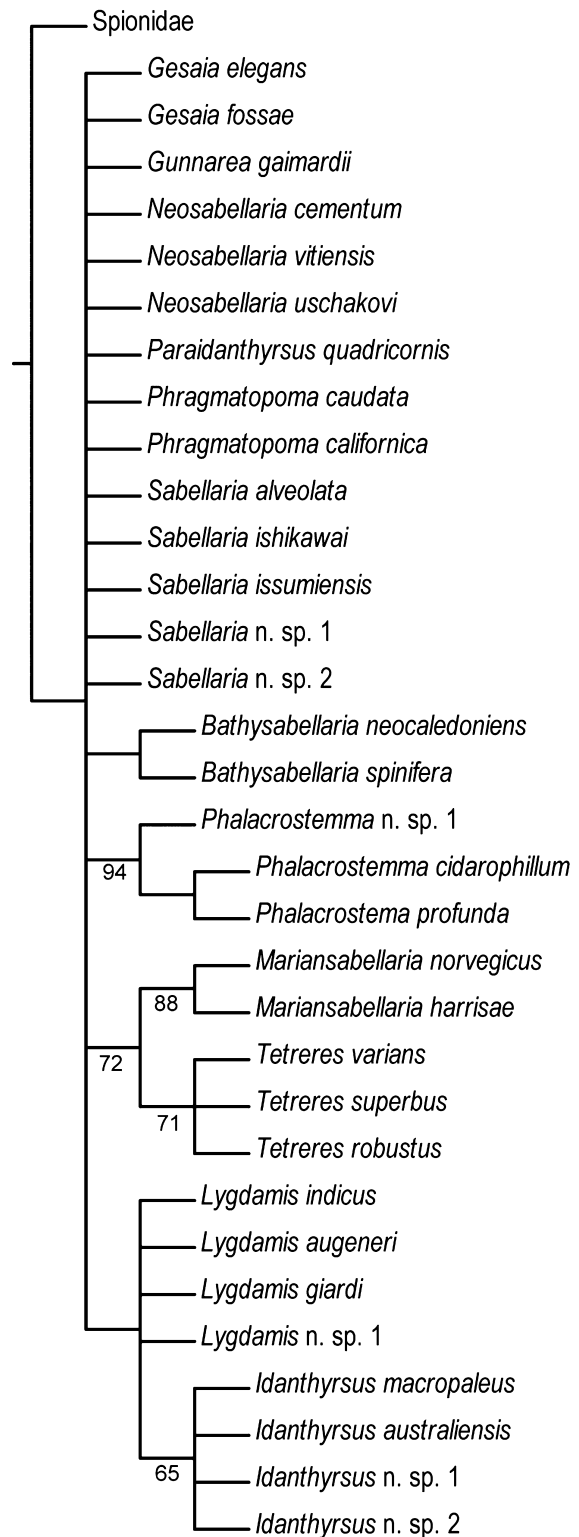 Spionidae
Gesaia elegans
Gesaia fossae
Gunnarea gaimardii
Neosabellaria cementum
Neosabellaria vitiensis
Neosabellaria uschakovi
Paraidanthyrsus quadricornis
Phragmatopoma caudata
Phragmatopoma californica
Sabellaria alveolata
Sabellaria ishikawai
Sabellaria issumiensis
Sabellaria n. sp. 1
Sabellaria n. sp. 2
Bathysabellaria neocaledoniens
Bathysabellaria spinifera
Phalacrostemma n. sp. 1
94
Phalacrostemma cidarophillum
Phalacrostema profunda
Mariansabellaria norvegicus
88
Mariansabellaria harrisae
72
Tetreres varians
Tetreres superbus
71
Tetreres robustus
Lygdamis indicus
Lygdamis augeneri
Lygdamis giardi
Lygdamis n. sp. 1
Idanthyrsus macropaleus
Idanthyrsus australiensis
65
Idanthyrsus n. sp. 1
Idanthyrsus n. sp. 2